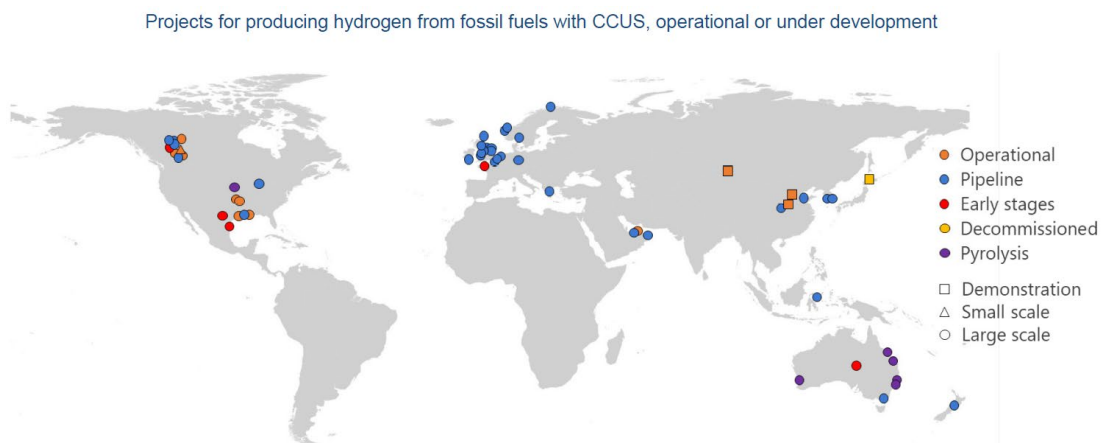 Projects for producing hydrogen from fossil fuels with CCUS, operational or under development
Operational
Pipeline
Early stages
Decommissioned
Pyrolysis
Demonstration
Small scale
Large scale